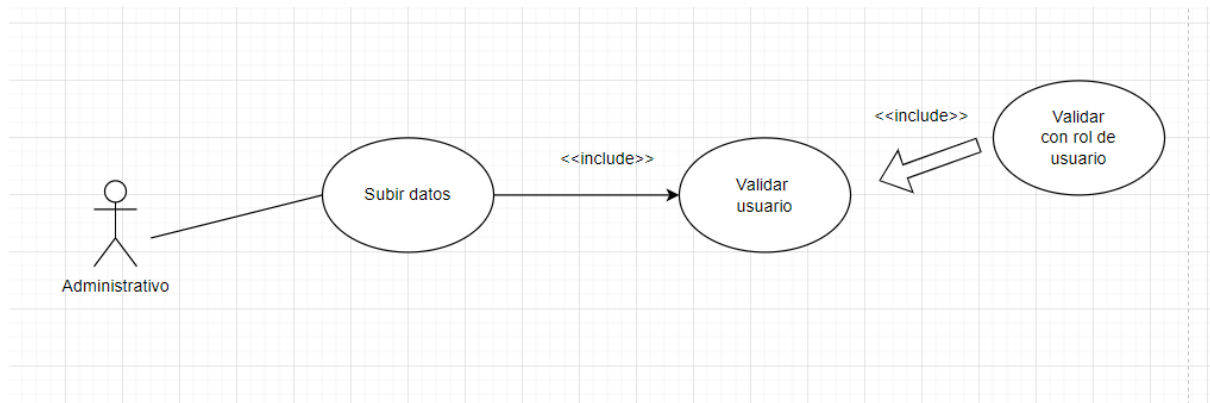 Administrativo
Subir datos
<<include>>
Validar
usuario
<<include>>
Validar
con rol de
usuario